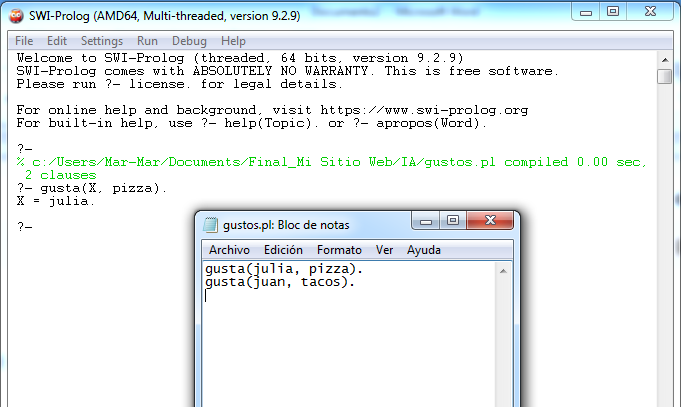 SWI-Prolog (AMD64, Multi-threaded, version 9.2.9)
File Edit Settings Run Debug Help
Welcome to SWI-Prolog (threaded, 64 bits, version 9.2.9)
SWI-Prolog comes with ABSOLUTELY NO WARRANTY. This is free software.
Please run ?- license. for legal details.
For online help and background, visit https://www.swi-prolog.org
For built-in help, use ?- help(Topic). or ?- apropos(Word).
?-
% c:/Users/Mar-Mar/Documents/Final_Mi Sitio Web/IA/gustos.pl compiled 0.00 sec,
2 clauses
?- gusta(X, pizza).
X = julia.
?-
gustos.pl: Bloc de notas
Archivo Edición Formato Ver Ayuda
gusta(julia, pizza).
gusta(juan, tacos).